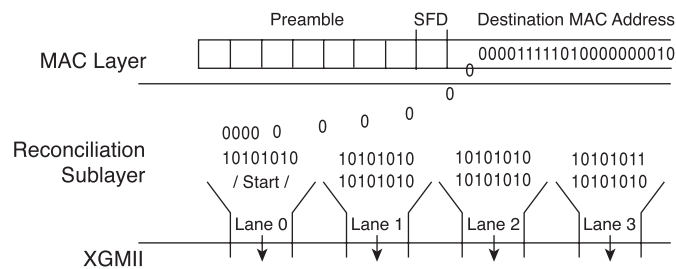 Preamble
SFD
Destination MAC Address
MAC Layer
000011111010000000010
0
0
0
0
0
0000 0
Reconciliation
Sublayer
10101010 10101010 10101010 10101011
/ Start / 10101010 10101010 10101010
Lane 0 Lane 1 Lane 2 Lane 3
XGMII